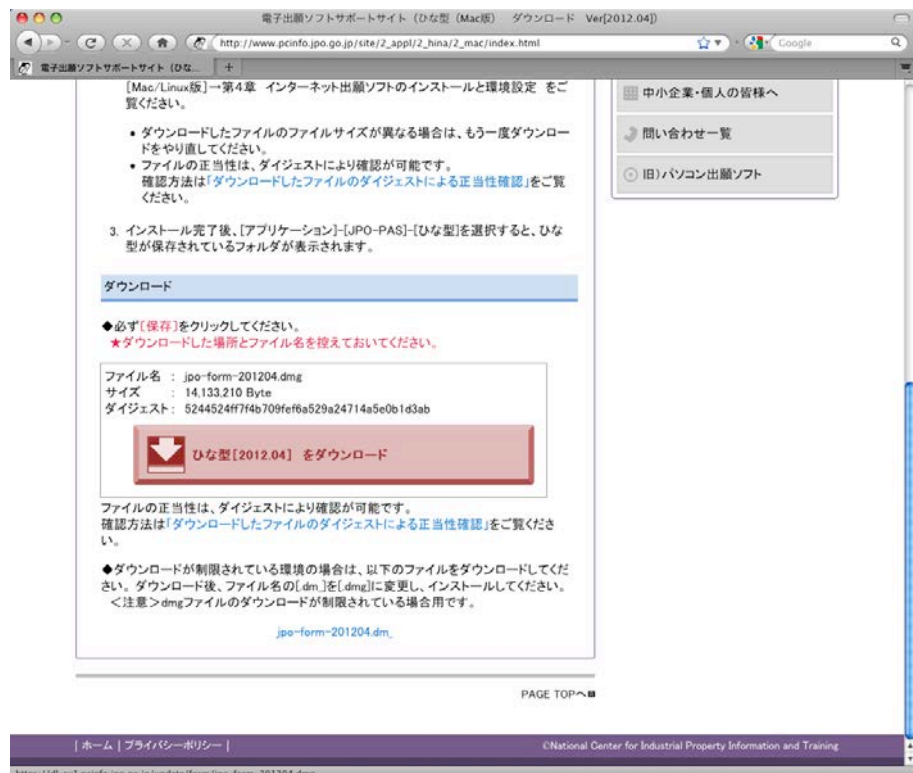 電子出願ソフトサポートサイト（ひな型（Mac版） ダウンロード Ver[2012.04]）
http://www.pcinfo.jpo.go.jp/site/2_appl/2_hina/2_mac/index.html
Google
電子出願ソフトサポートサイト（ひな...
[Mac/Linux版]→第4章 インターネット出願ソフトのインストールと環境設定 をご
覧ください。
• ダウンロードしたファイルのファイルサイズが異なる場合は、もう一度ダウンロー
ドをやり直してください。
• ファイルの正当性は、ダイジェストにより確認が可能です。
確認方法は「ダウンロードしたファイルのダイジェストによる正当性確認」をご覧
ください。
3. インストール完了後、[アプリケーション]-[JPO-PAS]-[ひな型]を選択すると、ひな
型が保存されているフォルダが表示されます。
中小企業・個人の皆様へ
問い合わせ一覧
旧)パソコン出願ソフト
ダウンロード
◆必ず[保存]をクリックしてください。
★ダウンロードした場所とファイル名を控えておいてください。
ファイル名 : jpo-form-201204.dmg
サイズ : 14,133,210 Byte
ダイジェスト : 5244524ff7f4b709fef6a529a24714a5e0b1d3ab
ひな型[2012.04] をダウンロード
ファイルの正当性は、ダイジェストにより確認が可能です。
確認方法は「ダウンロードしたファイルのダイジェストによる正当性確認」をご覧くださ
い。
◆ダウンロードが制限されている環境の場合は、以下のファイルをダウンロードしてくだ
さい。ダウンロード後、ファイル名の[.dm_]を[.dmg]に変更し、インストールしてください。
＜注意＞dmgファイルのダウンロードが制限されている場合用です。
jpo-form-201204.dm_
PAGE TOPへ
| ホーム | プライバシーポリシー |
©National Center for Industrial Property Information and Training